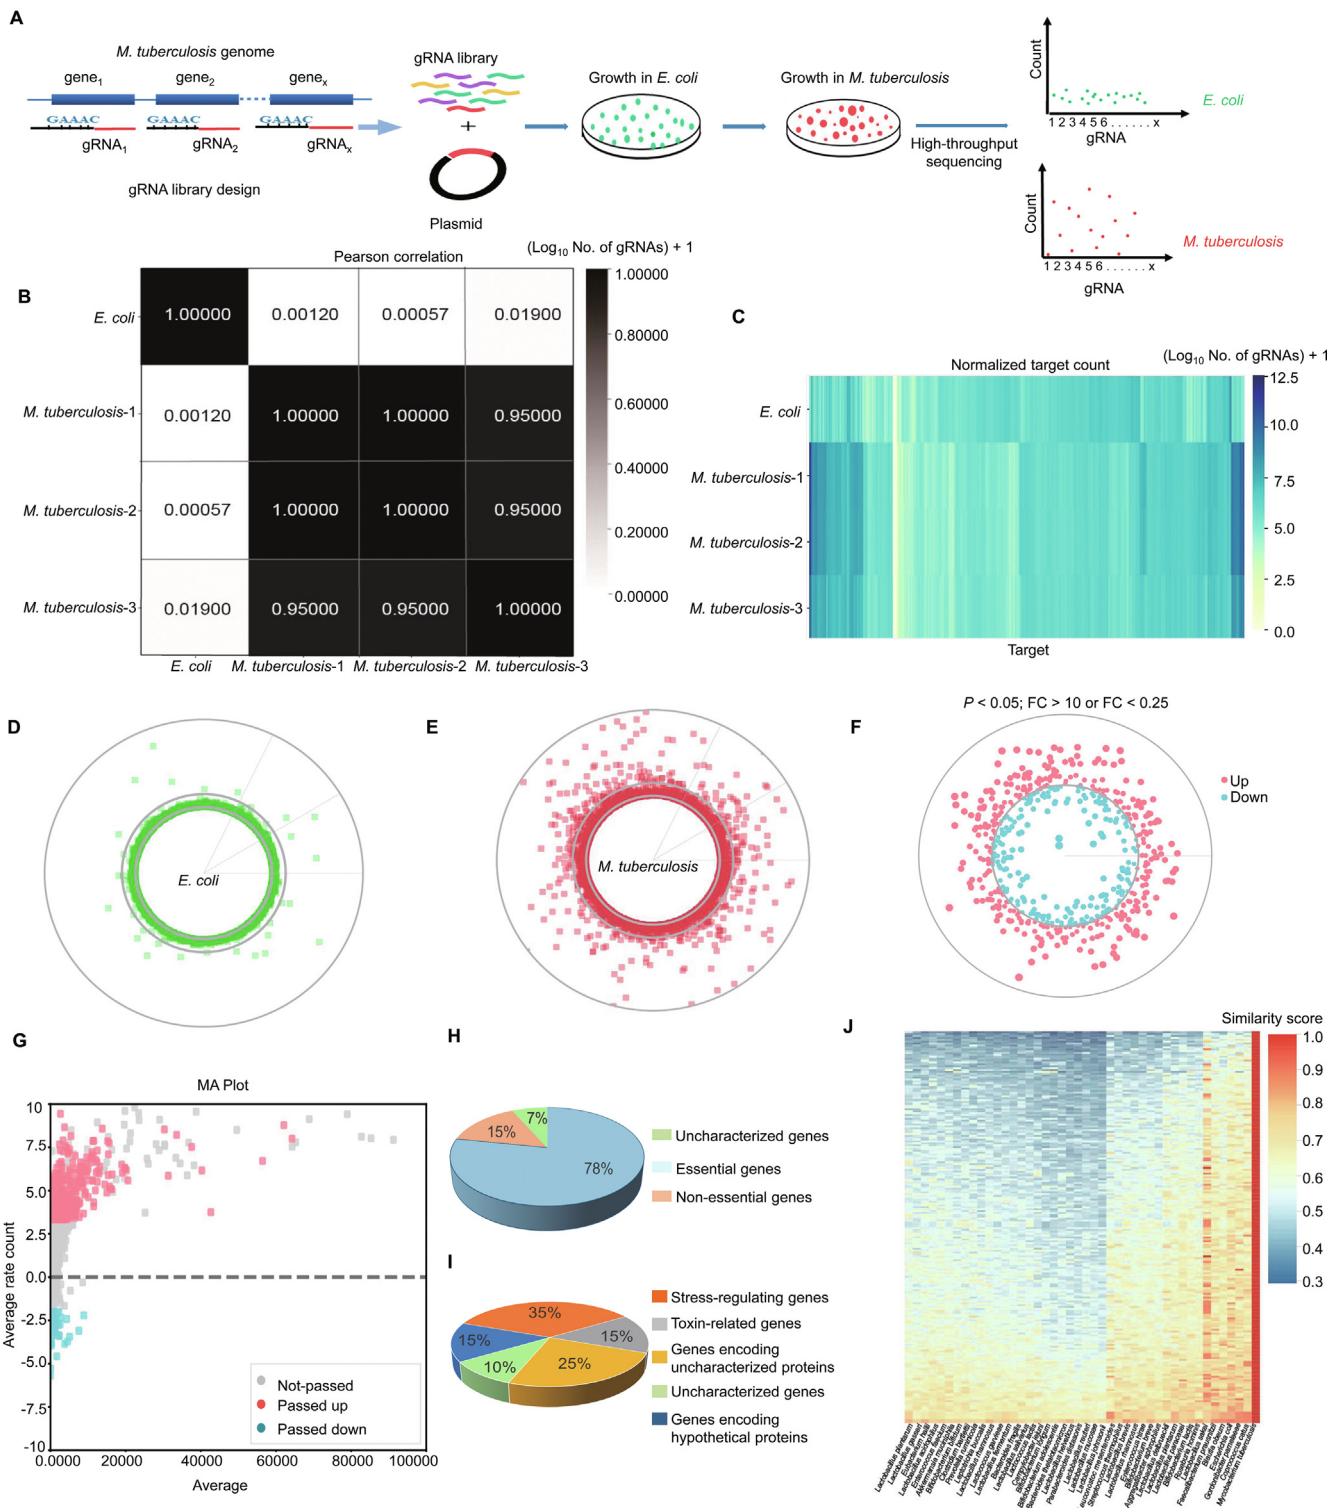 A
M. tuberculosis genome
gene1
gene2
genex
GAAAC
GAAAC
GAAAC
gRNA1
gRNA2
gRNAx
gRNA library design
gRNA library
+
Plasmid
Growth in E. coli
Growth in M. tuberculosis
High-throughput
sequencing
Count
1 2 3 4 5 6 . . . . . . x
gRNA
E. coli
Count
1 2 3 4 5 6 . . . . . . x
gRNA
M. tuberculosis
B
Pearson correlation
(Log10 No. of gRNAs) + 1
E. coli
1.00000
0.00120
0.00057
0.01900
M. tuberculosis-1
0.00120
1.00000
1.00000
0.95000
M. tuberculosis-2
0.00057
1.00000
1.00000
0.95000
M. tuberculosis-3
0.01900
0.95000
0.95000
1.00000
E. coli
M. tuberculosis-1
M. tuberculosis-2
M. tuberculosis-3
1.00000
0.80000
0.60000
0.40000
0.20000
0.00000
C
Normalized target count
(Log10 No. of gRNAs) + 1
E. coli
M. tuberculosis-1
M. tuberculosis-2
M. tuberculosis-3
Target
12.5
10.0
7.5
5.0
2.5
0.0
D
E. coli
E
M. tuberculosis
F
P < 0.05; FC > 10 or FC < 0.25
Up
Down
G
MA Plot
Average rate count
10
7.5
5.0
2.5
0.0
-2.5
-5.0
-7.5
-10
0.0000
20000
40000
60000
80000
100000
Average
Not-passed
Passed up
Passed down
H
7%
15%
78%
Uncharacterized genes
Essential genes
Non-essential genes
I
35%
15%
15%
10%
25%
Stress-regulating genes
Toxin-related genes
Genes encoding
uncharacterized proteins
Uncharacterized genes
Genes encoding
hypothetical proteins
J
Similarity score
1.0
0.9
0.8
0.7
0.6
0.5
0.4
0.3
Lactobacillus plantarum
Lactobacillus gasseri
Escherichia coli
Gordonibacter pamelaeae
Coprococcus catus
Mycobacterium tuberculosis